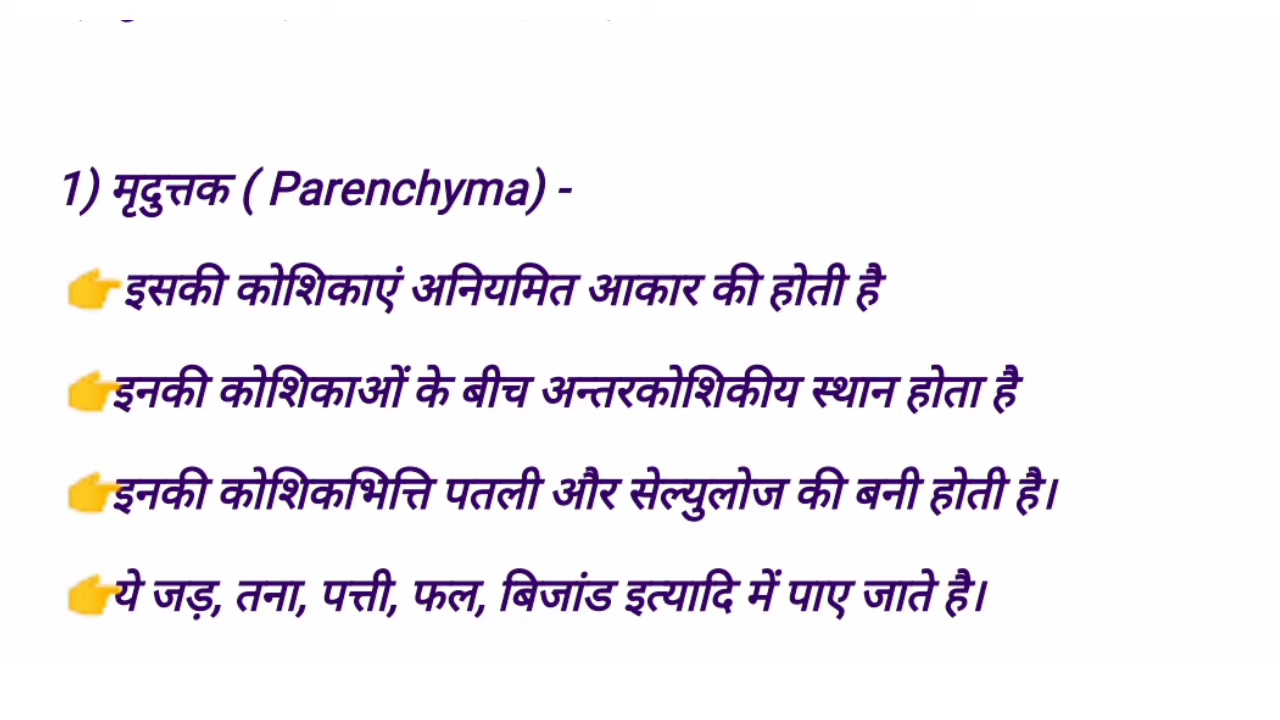 1) मृदुत्तक ( Parenchyma) -
👉इसकी कोशिकाएं अनियमित आकार की होती है
👉इनकी कोशिकाओं के बीच अन्तरकोशिकीय स्थान होता है
👉इनकी कोशिकभित्ति पतली और सेल्युलोज की बनी होती है।
👉ये जड़, तना, पत्ती, फल, बिजांड इत्यादि में पाए जाते है।